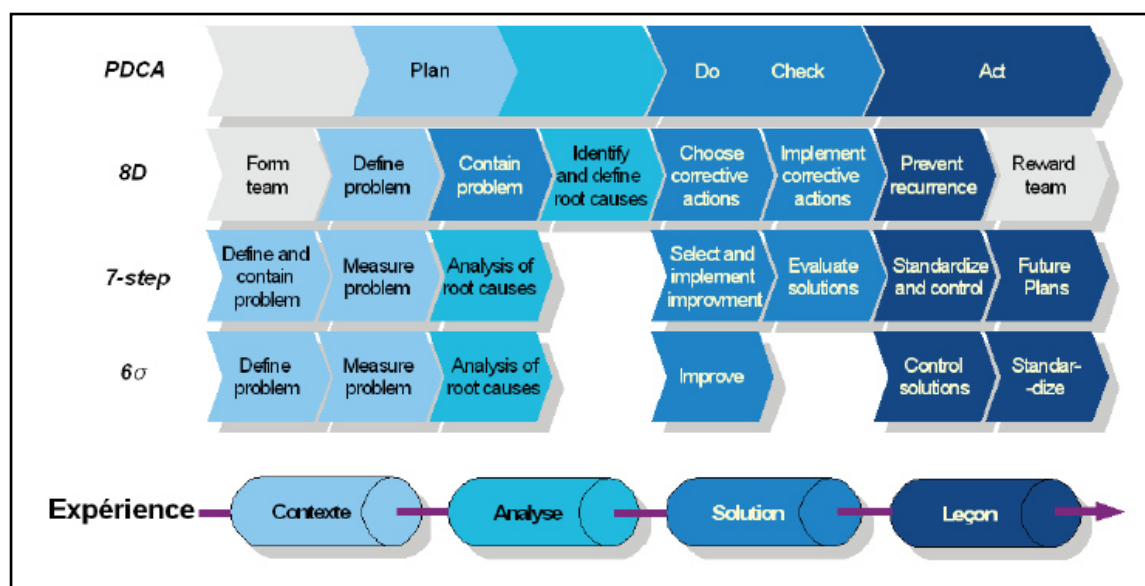 PDCA
Plan
Do
Check
Act
8D
Form
team
Define
problem
Contain
problem
Identify
and define
root causes
Choose
corrective
actions
Implement
corrective
actions
Prevent
recurrence
Reward
team
7-step
Define and
contain
problem
Measure
problem
Analysis of
root causes
Select and
implement
improvment
Evaluate
solutions
Standardize
and control
Future
Plans
6σ
Define
problem
Measure
problem
Analysis of
root causes
Improve
Control
solutions
Standar-
-dize
Expérience
Contexte
Analyse
Solution
Leçon